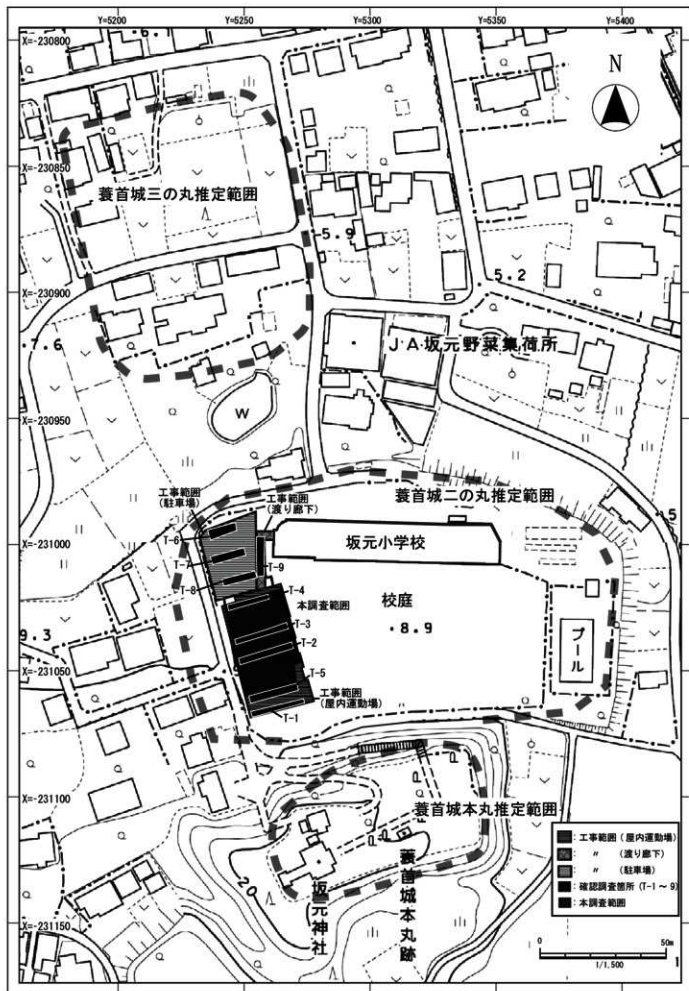 Y=5200
Y=5250
Y=5300
Y=5350
Y=5400
X=-230800
X=-230850
X=-230900
X=-230950
X=-231000
X=-231050
X=-231100
X=-231150
N
蓑首城三の丸推定範囲
5.9
5.2
7.6
JA坂元野菜集荷所
W
工事範囲
(駐車場)
工事範囲
(渡り廊下)
蓑首城二の丸推定範囲
坂元小学校
T-6
T-7
T-8
T-9
T-4
本調査範囲
T-3
T-2
T-5
工事範囲
(屋内運動場)
T-1
校庭
8.9
プール
9.3
蓑首城本丸推定範囲
20
坂元神社
蓑首城本丸跡
:工事範囲(屋内運動場)
: 〃 (渡り廊下)
: 〃 (駐車場)
:確認調査箇所(T-1~9)
:本調査範囲
0
50m
1/1,500